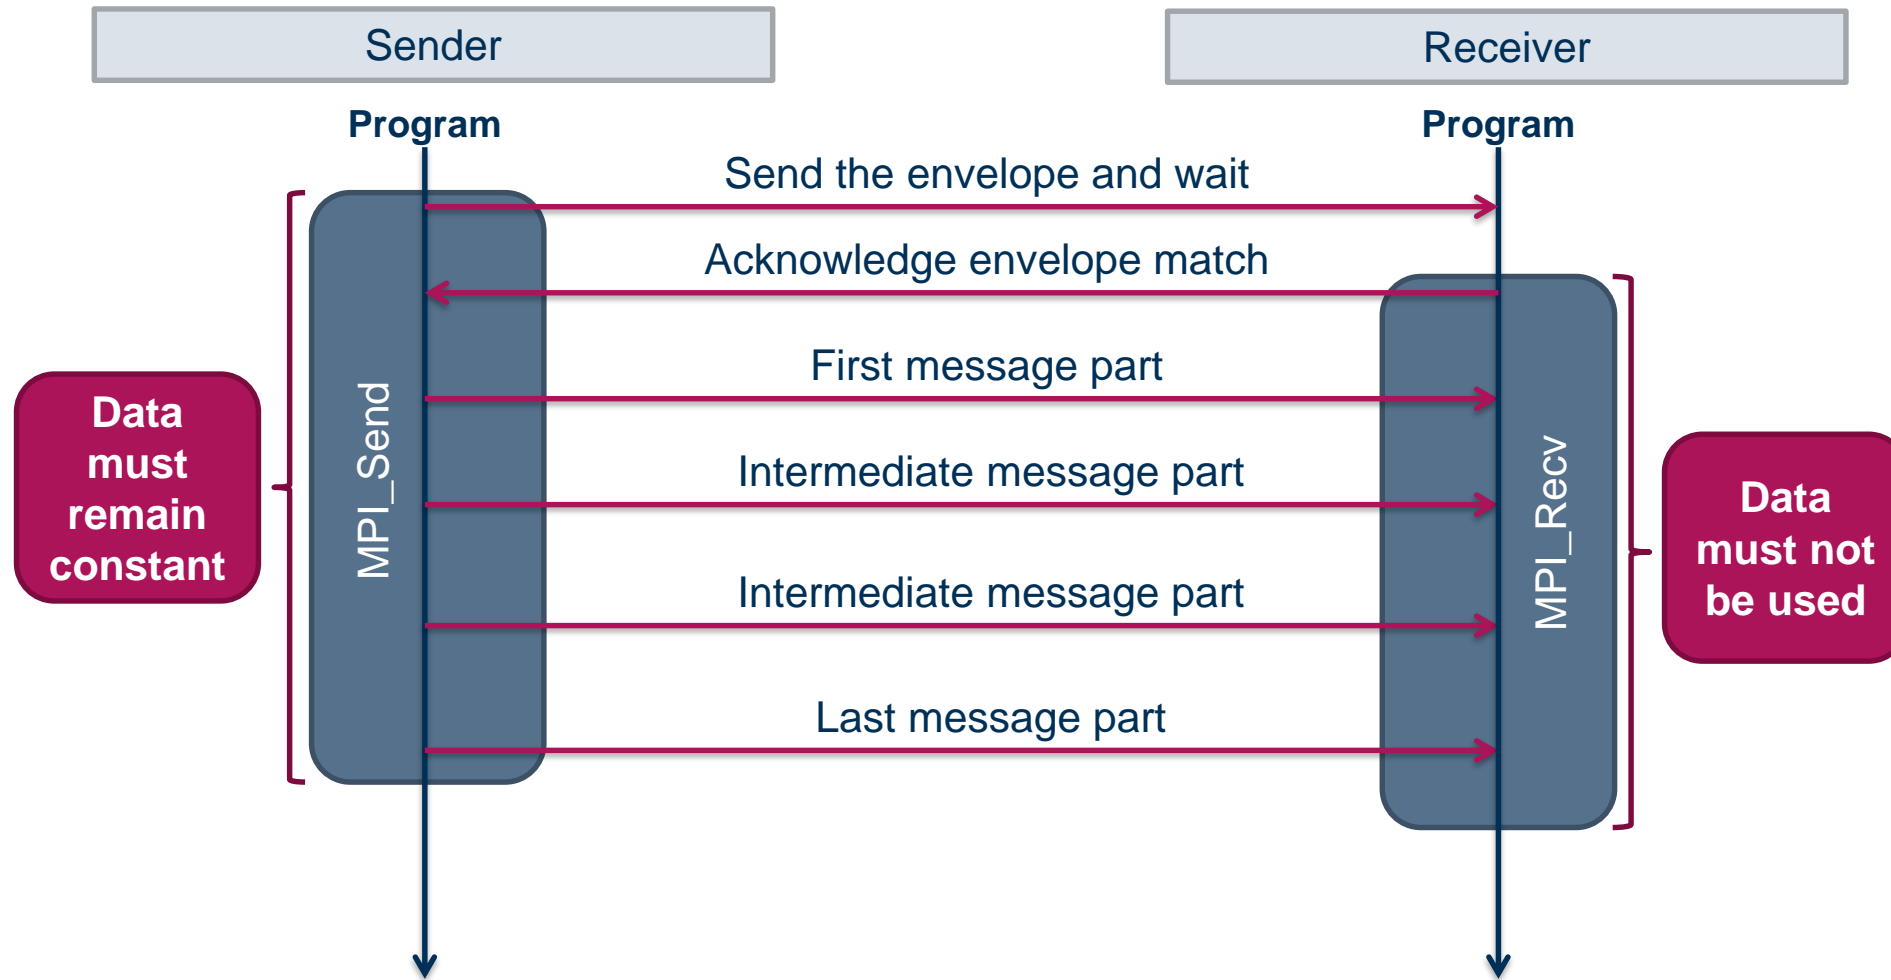 Sender
Receiver
Program
Program
Send the envelope and wait
Acknowledge envelope match
First message part
Intermediate message part
Intermediate message part
Last message part
MPI_Send
MPI_Recv
Data
must
remain
constant
Data
must not
be used